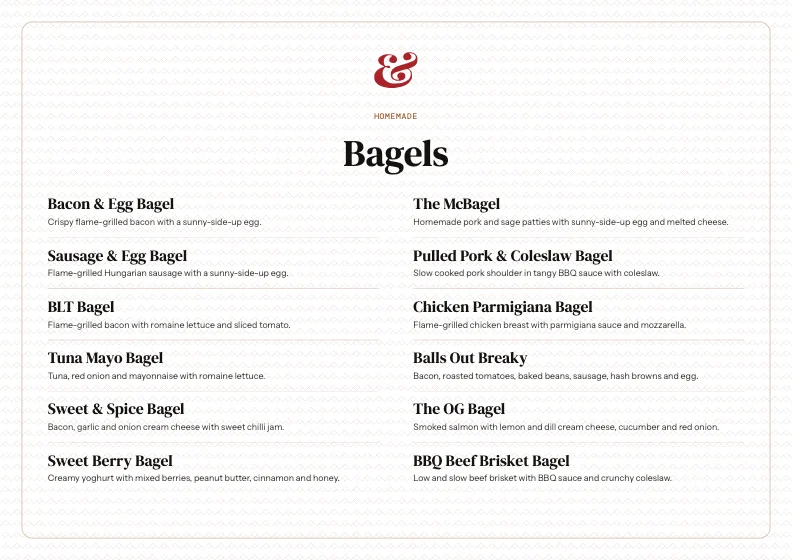 &
HOMEMADE
Bagels
Bacon & Egg Bagel
Crispy flame-grilled bacon with a sunny-side-up egg.
Sausage & Egg Bagel
Flame-grilled Hungarian sausage with a sunny-side-up egg.
BLT Bagel
Flame-grilled bacon with romaine lettuce and sliced tomato.
Tuna Mayo Bagel
Tuna, red onion and mayonnaise with romaine lettuce.
Sweet & Spice Bagel
Bacon, garlic and onion cream cheese with sweet chilli jam.
Sweet Berry Bagel
Creamy yoghurt with mixed berries, peanut butter, cinnamon and honey.
The McBagel
Homemade pork and sage patties with sunny-side-up egg and melted cheese.
Pulled Pork & Coleslaw Bagel
Slow cooked pork shoulder in tangy BBQ sauce with coleslaw.
Chicken Parmigiana Bagel
Flame-grilled chicken breast with parmigiana sauce and mozzarella.
Balls Out Breaky
Bacon, roasted tomatoes, baked beans, sausage, hash browns and egg.
The OG Bagel
Smoked salmon with lemon and dill cream cheese, cucumber and red onion.
BBQ Beef Brisket Bagel
Low and slow beef brisket with BBQ sauce and crunchy coleslaw.